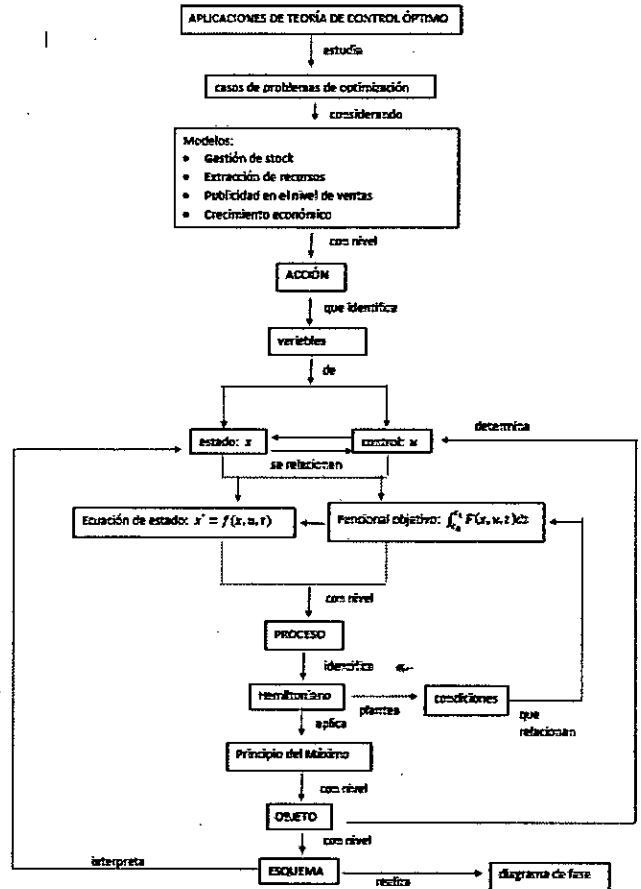 APLICACIONES DE TEORÍA DE CONTROL ÓPTIMO
estudia
casos de problemas de optimización
considerando
Modelos:
• Gestión de stock
• Extracción de recursos
• Publicidad en el nivel de ventas
• Crecimiento económico
con nivel
ACCIÓN
que identifica
variables
de
estado: x
control: u
determina
se relacionan
Ecuación de estado: x' = f(x, u, t)
Funcional objetivo: ∫ F(x, u, t)dt
con nivel
PROCESO
identifica
Hamiltoniano
plantea
condiciones
que
relacionan
aplica
Principio del Máximo
con nivel
OBJETO
con nivel
interpreta
ESQUEMA
realiza
diagrama de fase